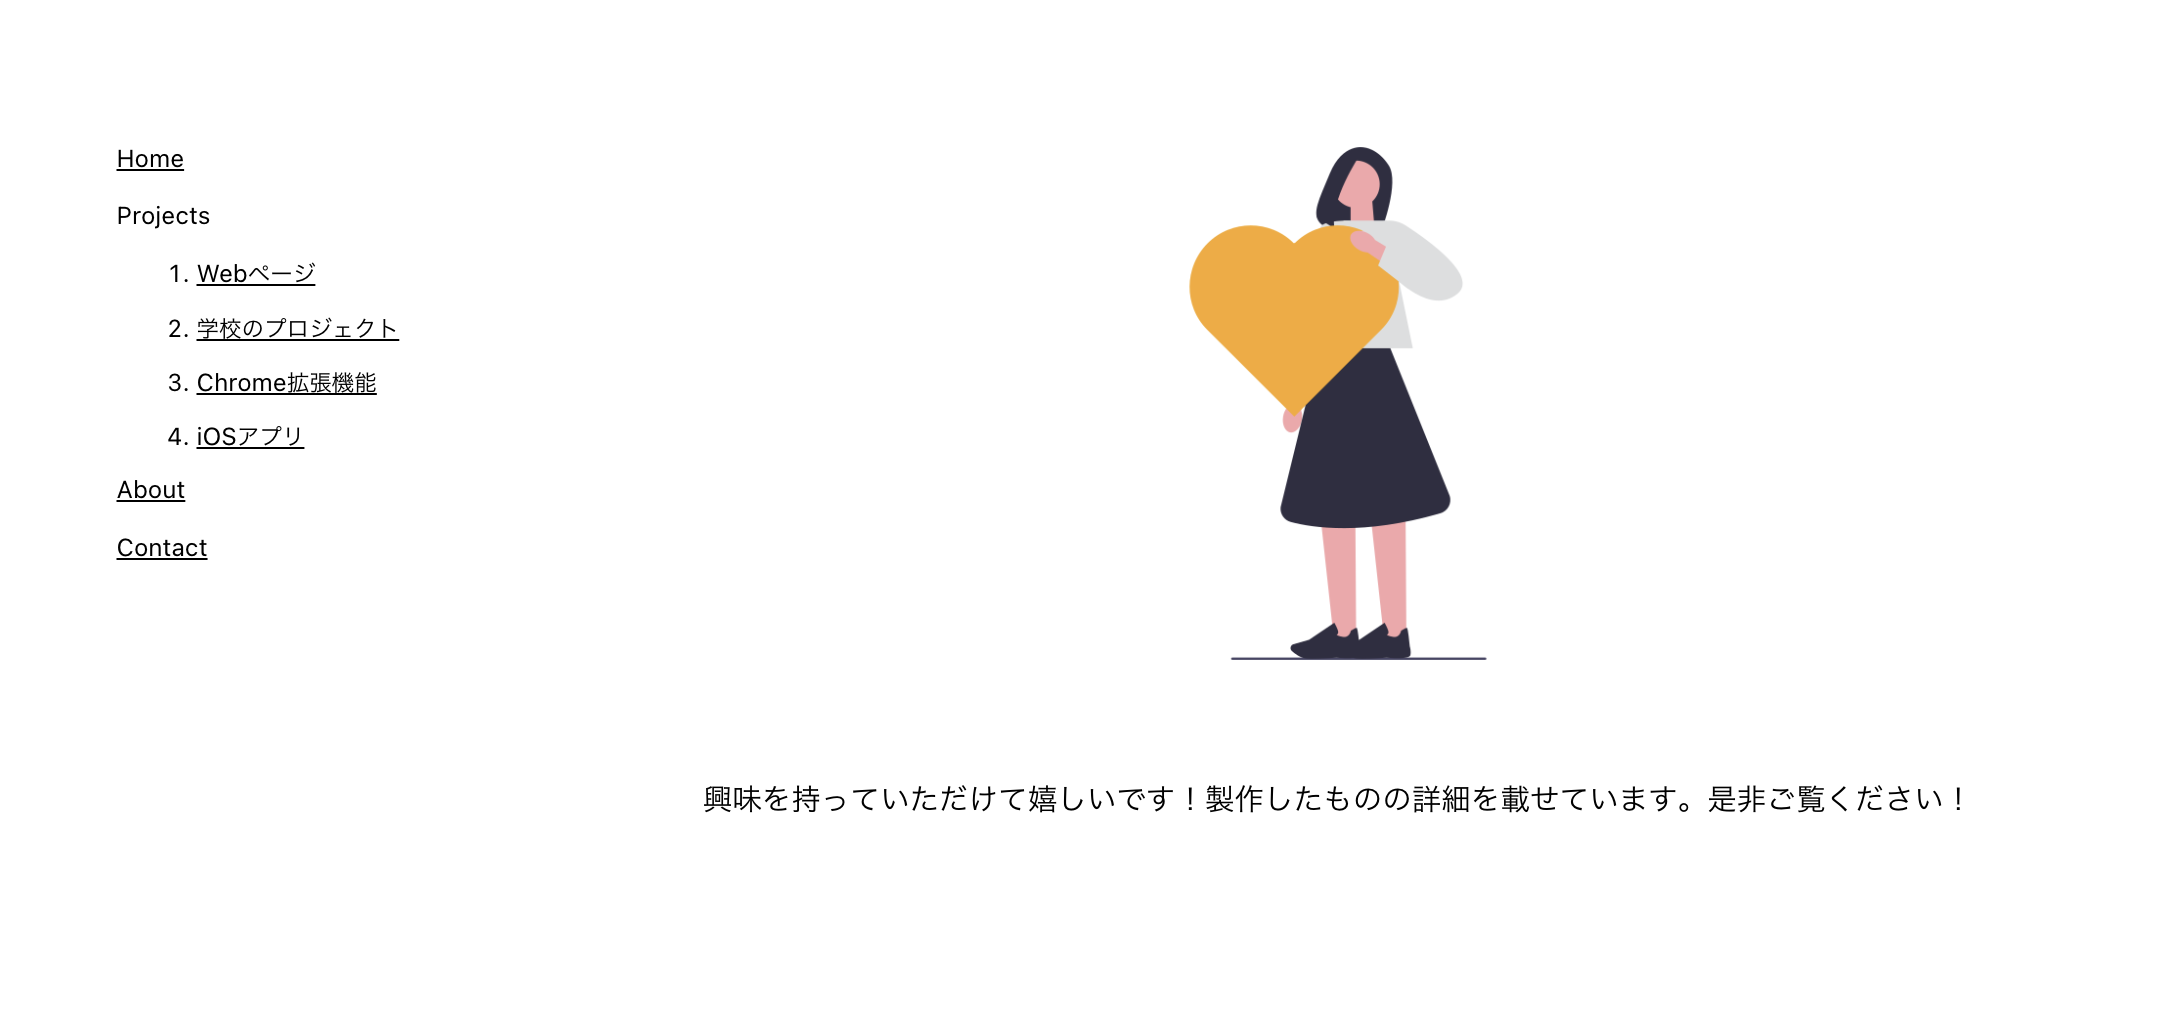 Home
Projects
1. Webページ
2. 学校のプロジェクト
3. Chrome拡張機能
4. iOSアプリ
About
Contact
興味を持っていただけて嬉しいです！製作したものの詳細を載せています。是非ご覧ください！